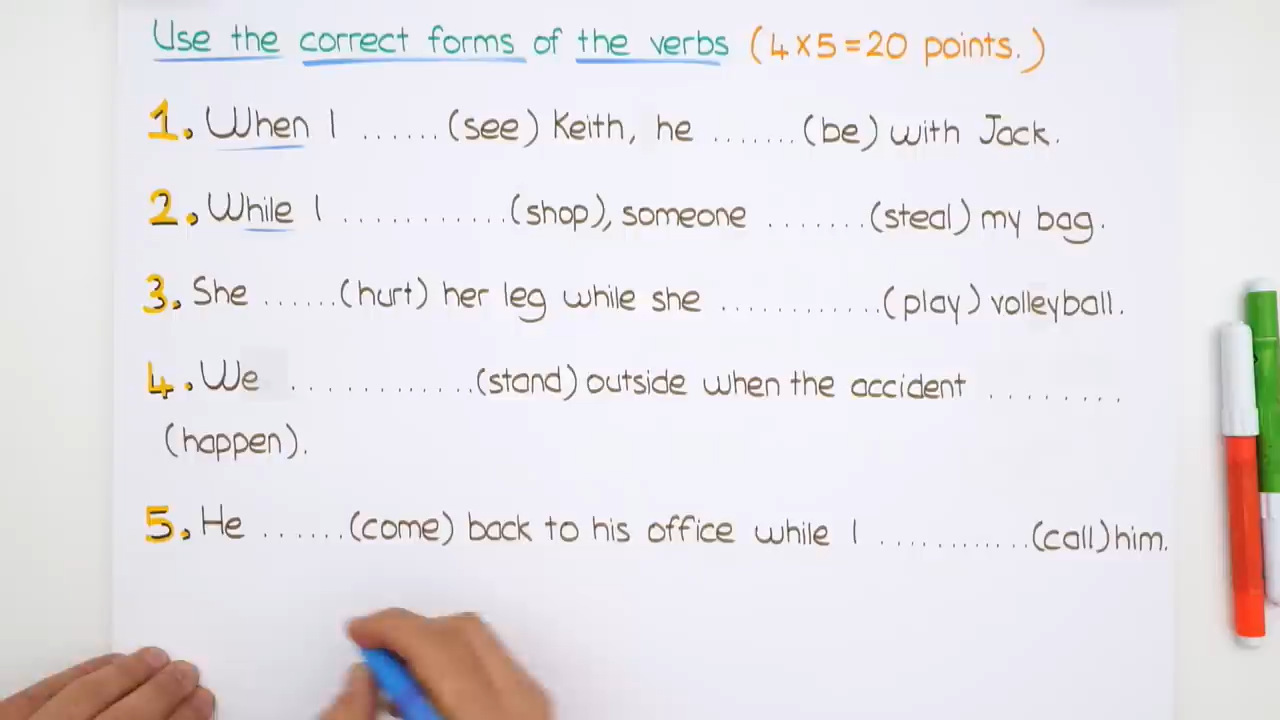 Use the correct forms of the verbs (4x5=20 points.)
1. When I ...... (see) Keith, he ....... (be) with Jack.
2. While I ........... (shop), someone ....... (steal) my bag.
3. She ...... (hurt) her leg while she ............ (play) volleyball.
4. We ............ (stand) outside when the accident ........
(happen).
5. He ...... (come) back to his office while I ........... (call) him.